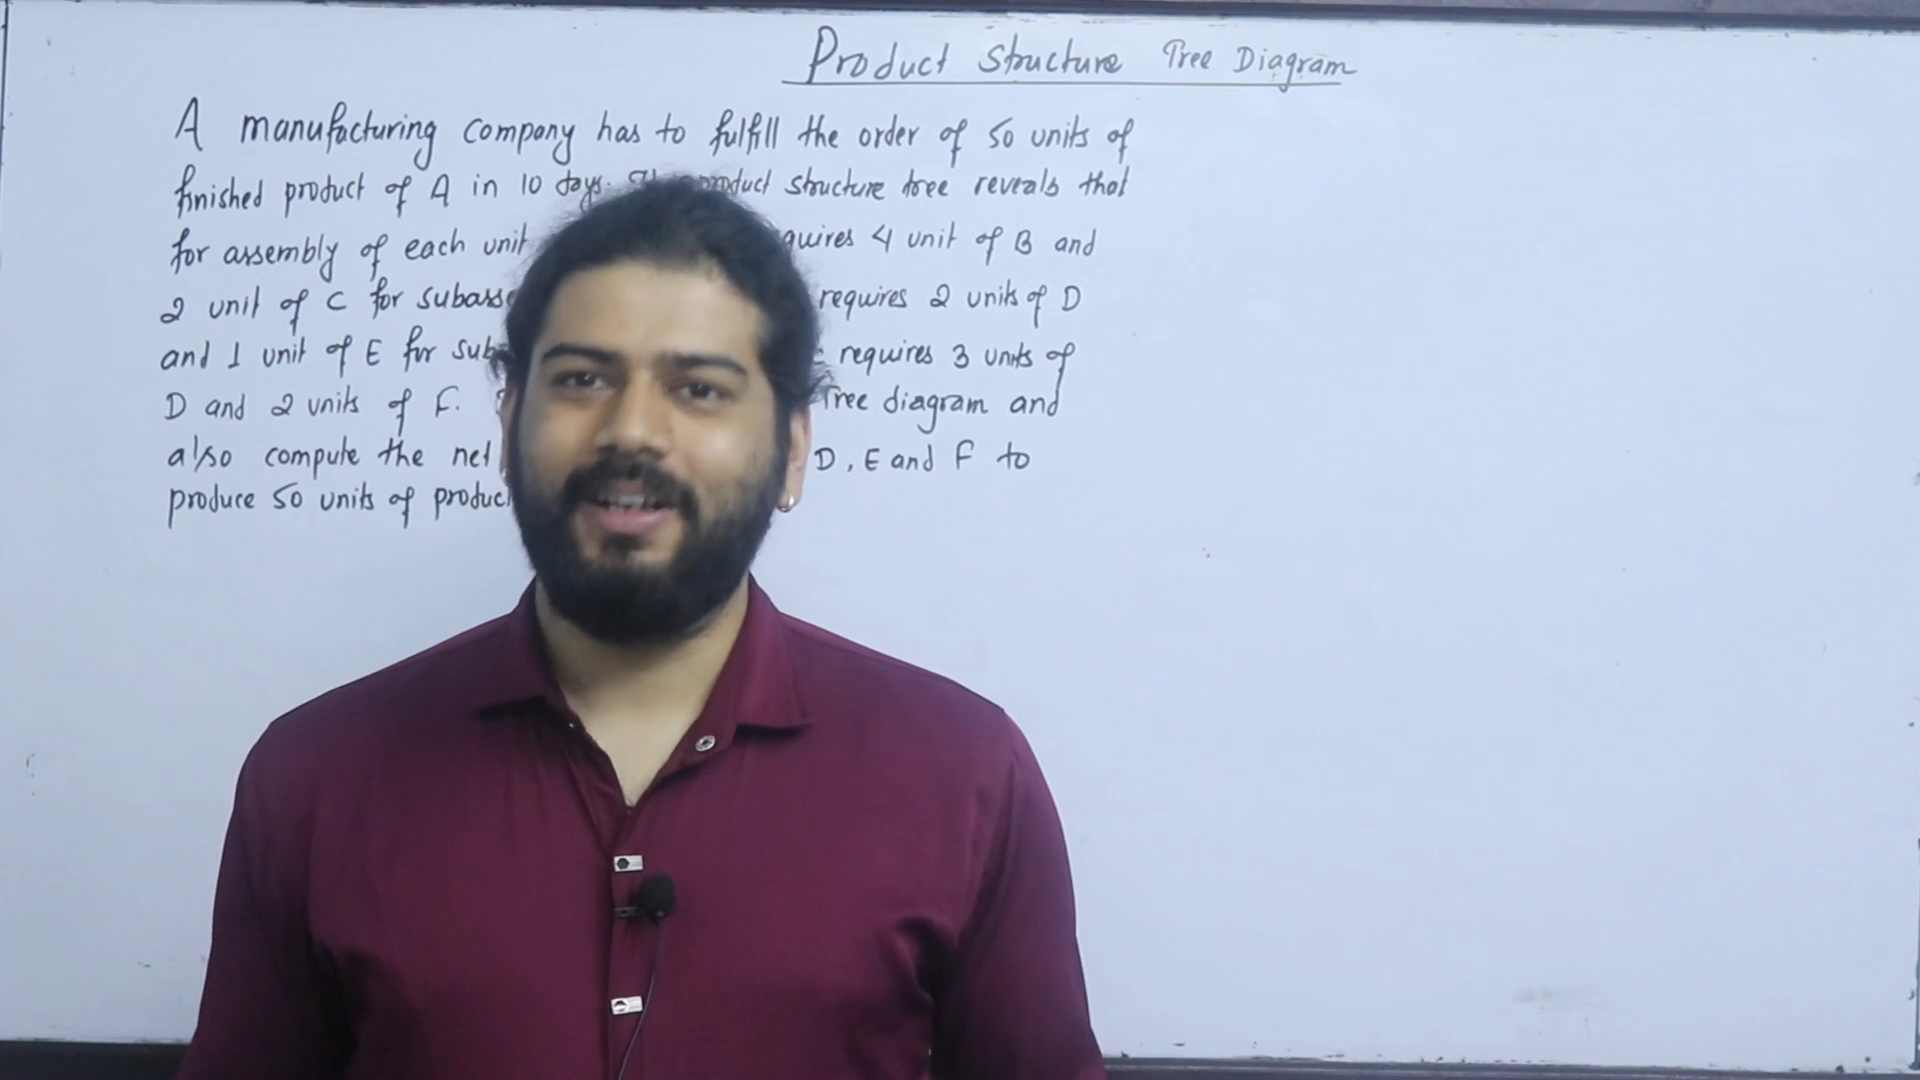 Product Structure Tree Diagram
A manufacturing company has to fulfill the order of 50 units of
finished product of A in 10 days. product structure tree reveals that
for assembly of each unit 4 unit of B and
2 unit of C for requires 2 units of D
and 1 unit of E for requires 3 units of
D and 2 units of F. Tree diagram and
also compute the net D, E and F to
produce 50 units of